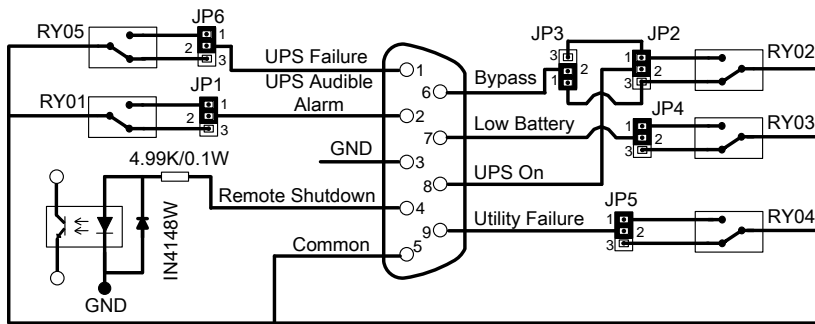 JP6
RY05
1
2
3
UPS Failure
UPS Audible
Alarm
JP1
RY01
1
2
3
GND
4.99K/0.1W
Remote Shutdown
IN4148W
GND
Common
1
2
3
4
5
6
7
8
9
Bypass
Low Battery
UPS On
Utility Failure
JP3
3
2
1
JP2
1
2
3
RY02
JP4
1
2
3
RY03
JP5
1
2
3
RY04